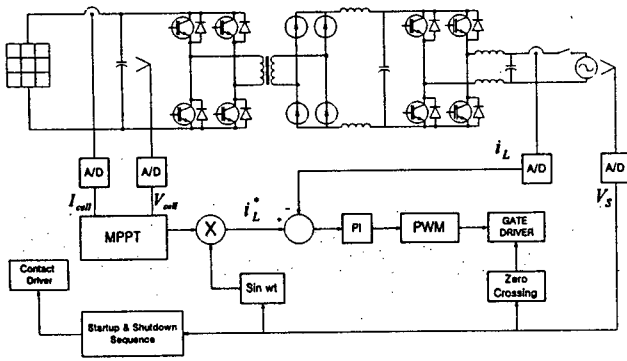 A/D
A/D
A/D
A/D
I_cell
V_cell
i_L
V_S
MPPT
X
i_L*
+
-
PI
PWM
GATE
DRIVER
Contact
Driver
Sin wt
Zero
Crossing
Startup & Shutdown
Sequence